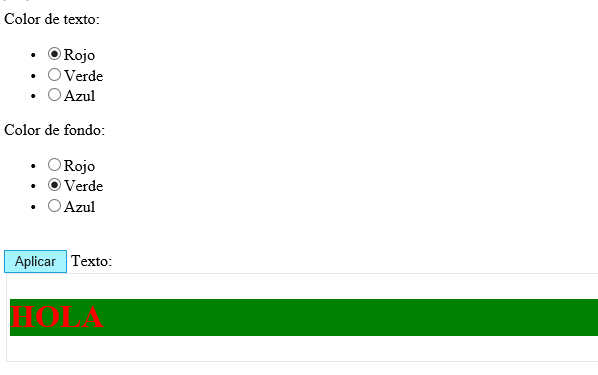 Color de texto:
Rojo
Verde
Azul
Color de fondo:
Rojo
Verde
Azul
Aplicar Texto:
HOLA